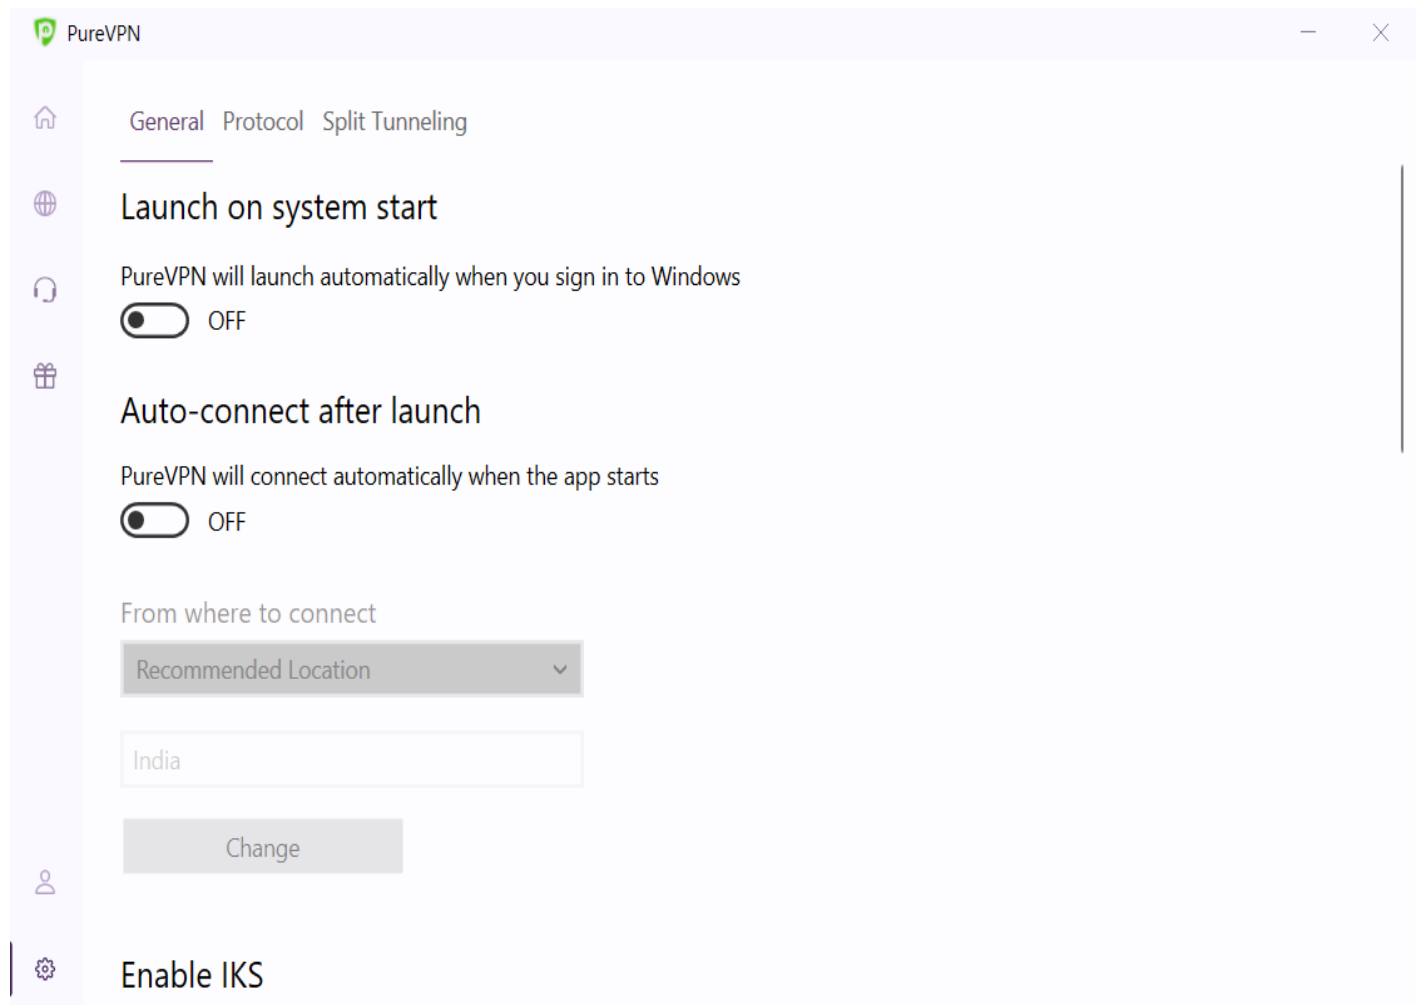 PureVPN
General Protocol Split Tunneling
Launch on system start
PureVPN will launch automatically when you sign in to Windows
OFF
Auto-connect after launch
PureVPN will connect automatically when the app starts
OFF
From where to connect
Recommended Location
India
Change
Enable IKS